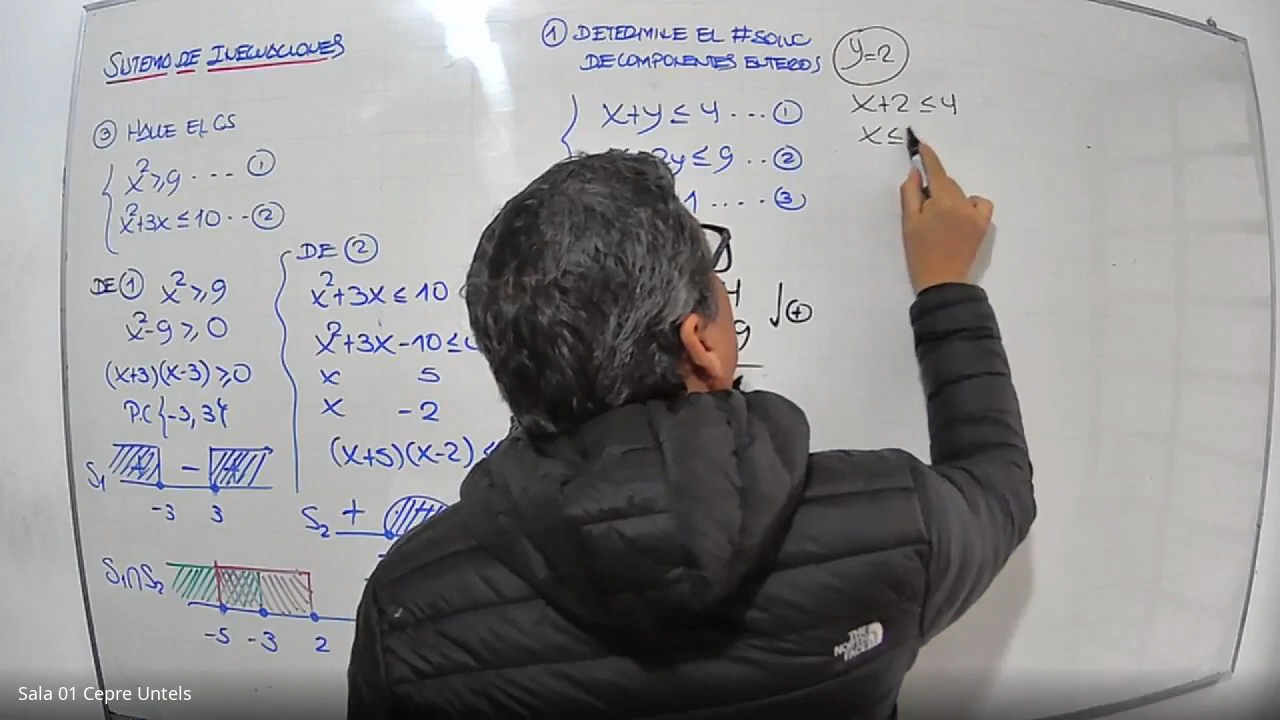 SISTEMA DE INECUACIONES
③ HALLE EL CS
x²≥9 ---- ①
x²+3x≤10 -- ②
DE ① x²≥9
x²-9≥0
(x+3)(x-3)≥0
P.C {-3, 3}
S₁ -
-3 3
S₁∩S₂
-5 -3 2
DE ②
x²+3x≤10
x²+3x-10≤
x 5
x -2
(x+5)(x-2)
S₂ +
① DETERMINE EL #SOLUC
DE COMPONENTES ENTEROS
x+y≤4 --- ①
2y≤9 .. ②
1 .... ③
4
9
↓⊕
y=2
x+2≤4
x≤
THE NORTH FACE
Sala 01 Cepre Untels